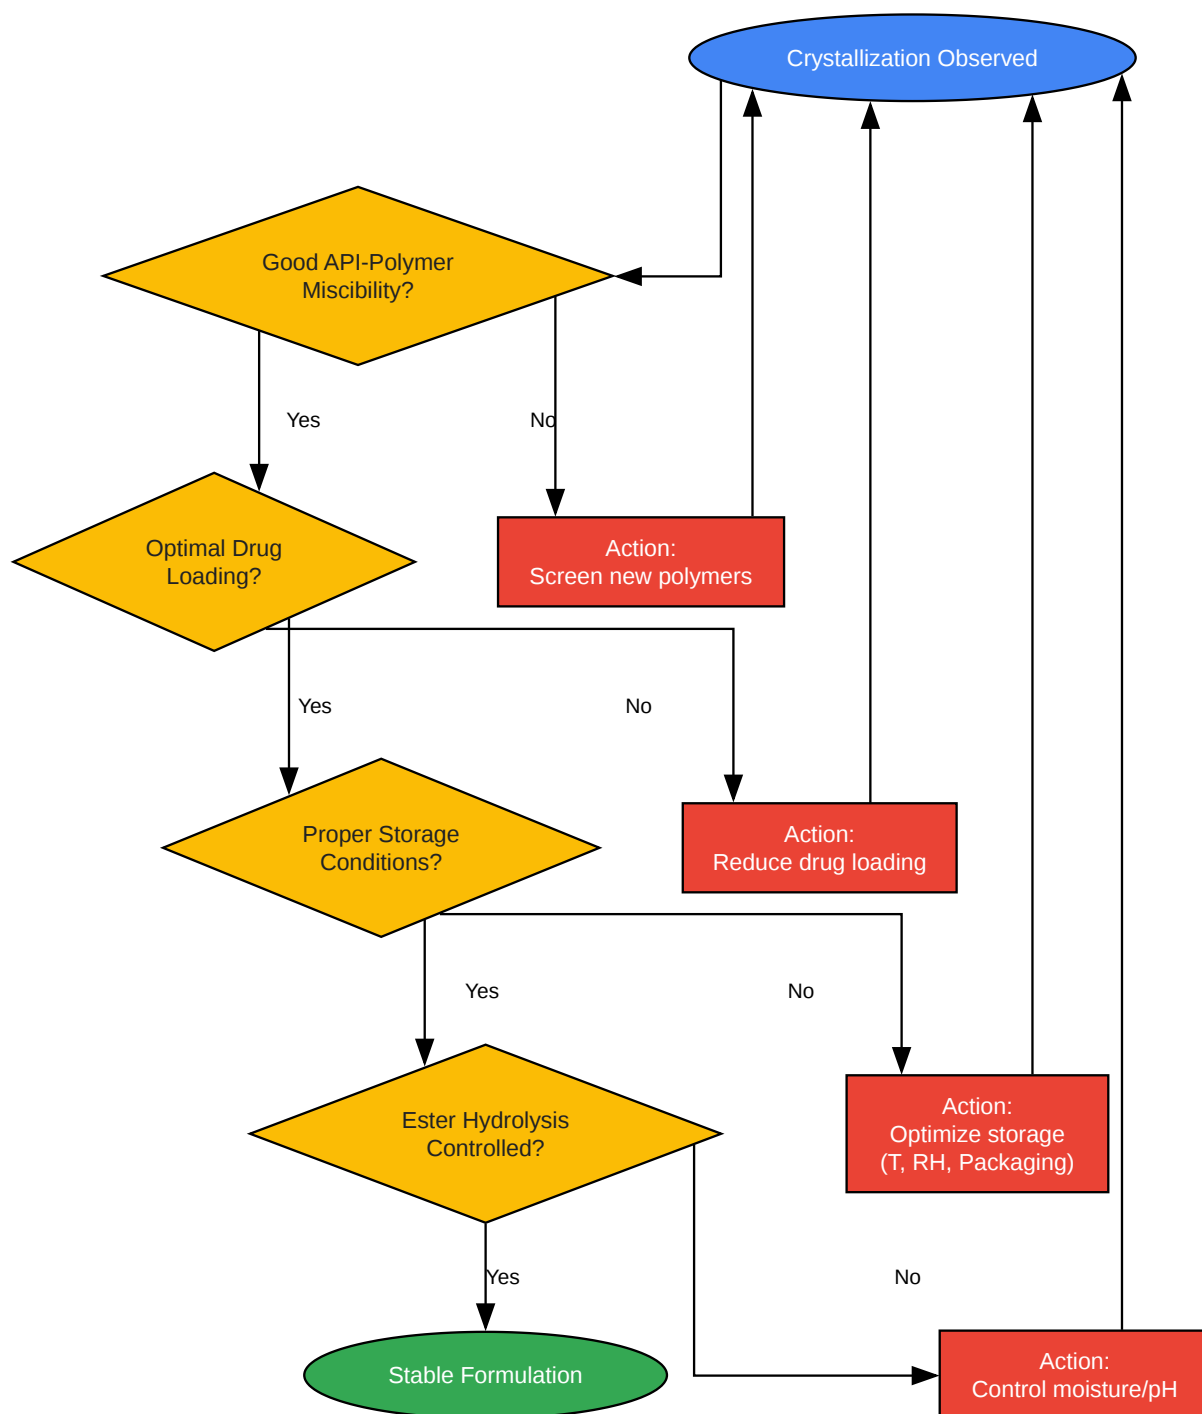 Crystallization Observed
Good API-Polymer
Miscibility?
Yes
No
Optimal Drug
Loading?
Action:
Screen new polymers
Yes
No
Proper Storage
Conditions?
Action:
Reduce drug loading
Yes
No
Ester Hydrolysis
Controlled?
Action:
Optimize storage
(T, RH, Packaging)
Yes
No
Stable Formulation
Action:
Control moisture/pH